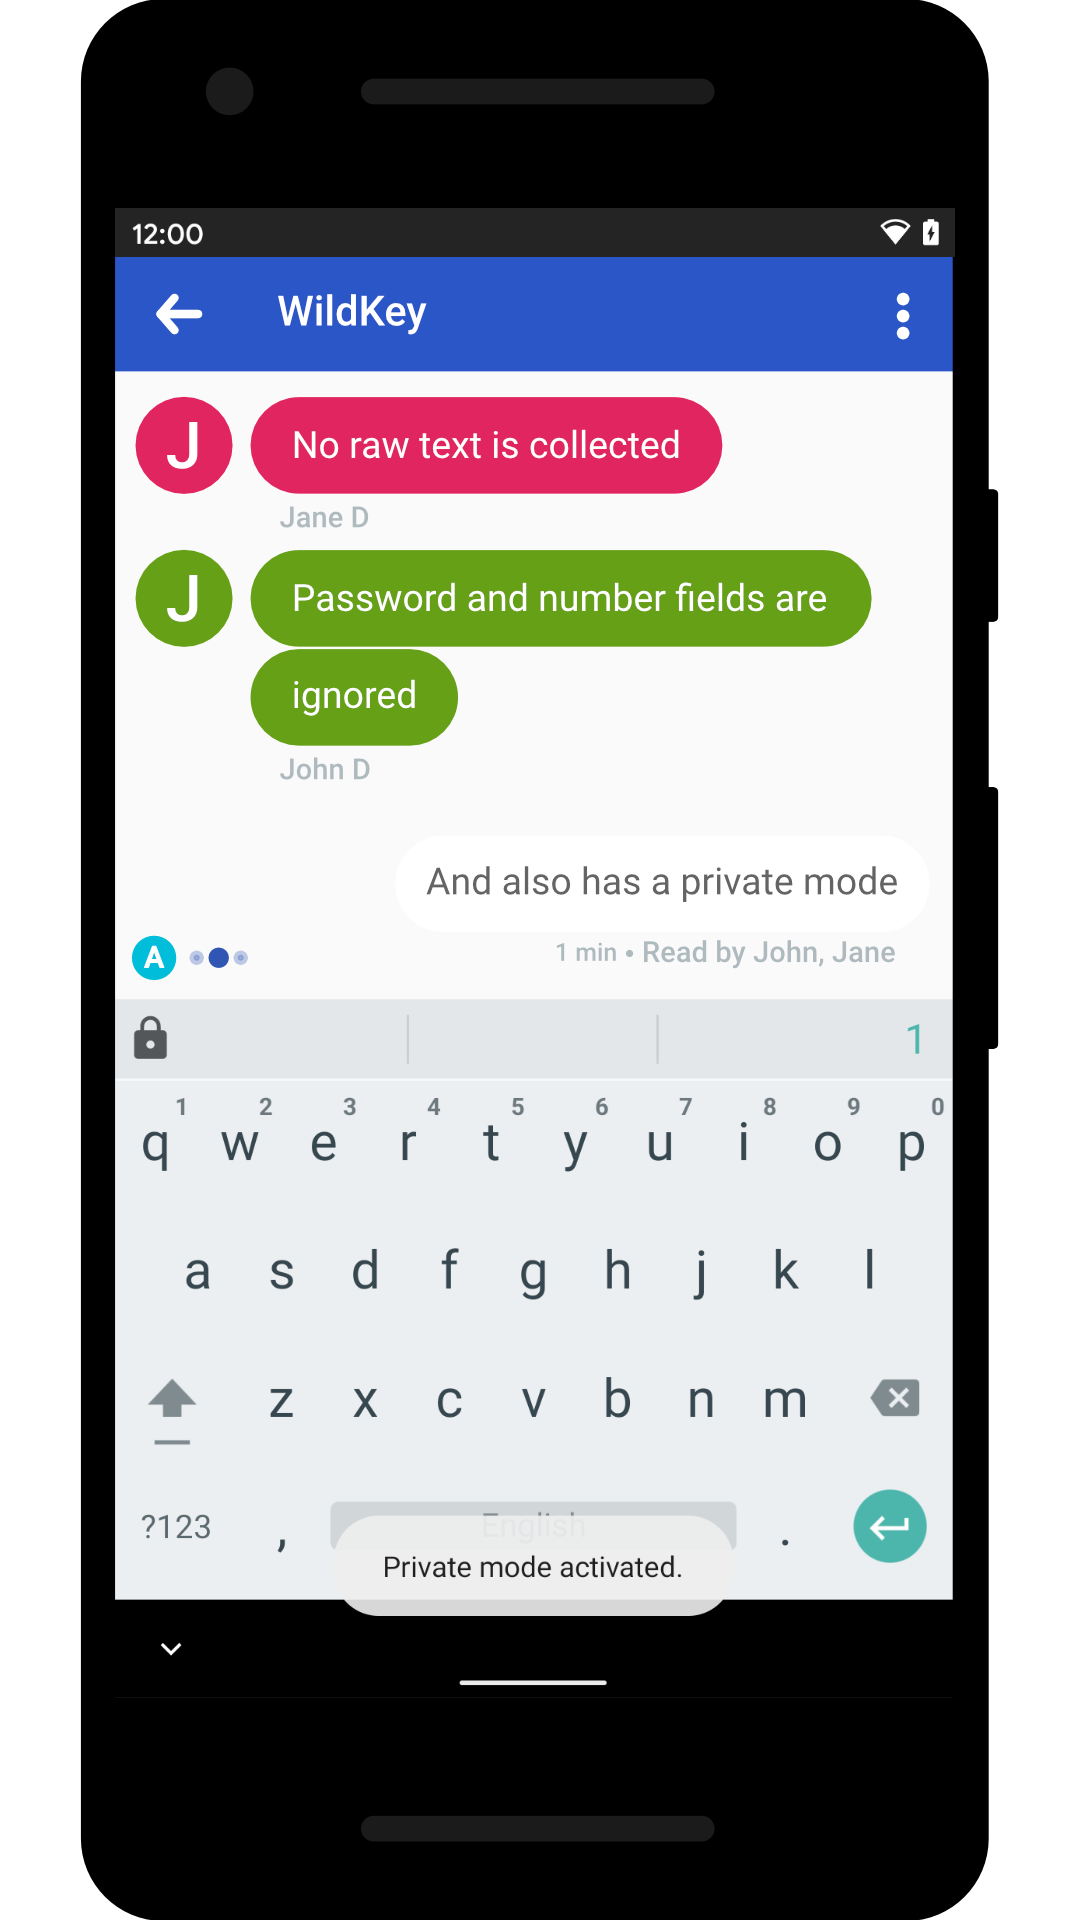 12:00
WildKey
J
No raw text is collected
Jane D
J
Password and number fields are
ignored
John D
And also has a private mode
A
1 min • Read by John, Jane
1
1 2 3 4 5 6 7 8 9 0
q w e r t y u i o p
a s d f g h j k l
z x c v b n m
?123 , English .
Private mode activated.